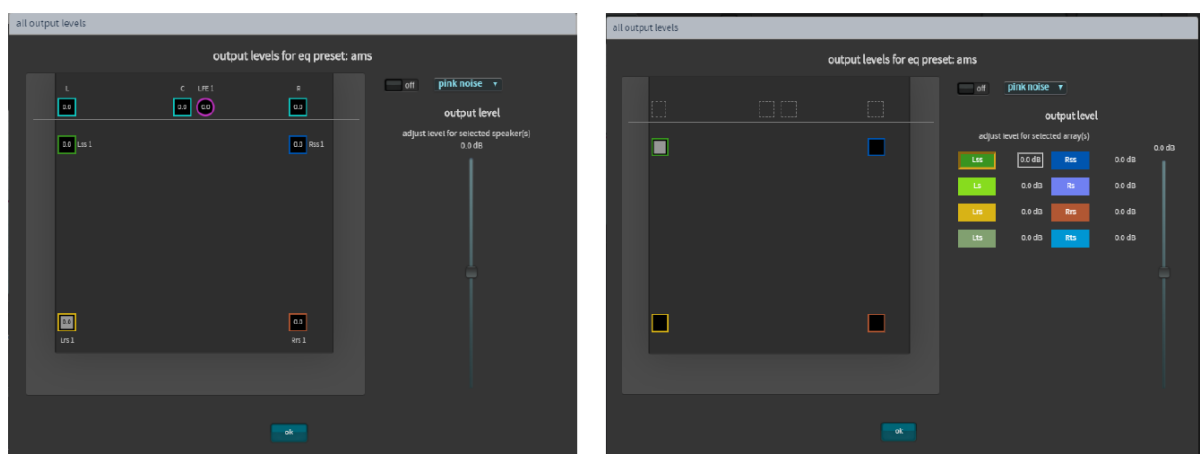 all output levels
output levels for eq preset: ams
off pink noise
L C LFE 1 R
0.0 0.0 0.0 0.0
output level
adjust level for selected speaker(s)
0.0 dB
0.0 Lss 1 0.0 Rss 1
0.0 0.0
Lrs 1 Rrs 1
ok
all output levels
output levels for eq preset: ams
off pink noise
output level
adjust level for selected array(s)
0.0 dB
Lss 0.0 dB Rss 0.0 dB
Ls 0.0 dB Rs 0.0 dB
Lrs 0.0 dB Rrs 0.0 dB
Lts 0.0 dB Rts 0.0 dB
ok